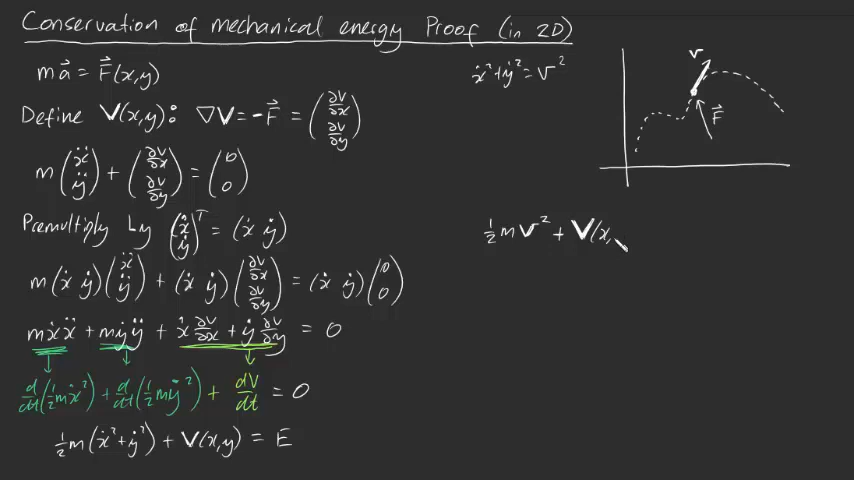 Conservation of mechanical energy Proof (in 2D)
ma⃗ = F⃗(x,y)
Define V(x,y): ∇V = -F⃗ = (∂V/∂x ∂V/∂y)
m(ẍ ÿ) + (∂V/∂x ∂V/∂y) = (0 0)
Premultiply by (ẋ ẏ)ᵀ = (ẋ ẏ)
m(ẋ ẏ)(ẍ ÿ) + (ẋ ẏ)(∂V/∂x ∂V/∂y) = (ẋ ẏ)(0 0)
mẋẍ + mẏÿ + ẋ ∂V/∂x + ẏ ∂V/∂y = 0
d/dt(½mẋ²) + d/dt(½mẏ²) + dV/dt = 0
½m(ẋ²+ẏ²) + V(x,y) = E
ẋ²+ẏ² = v²
v
F⃗
½mv² + V(x,